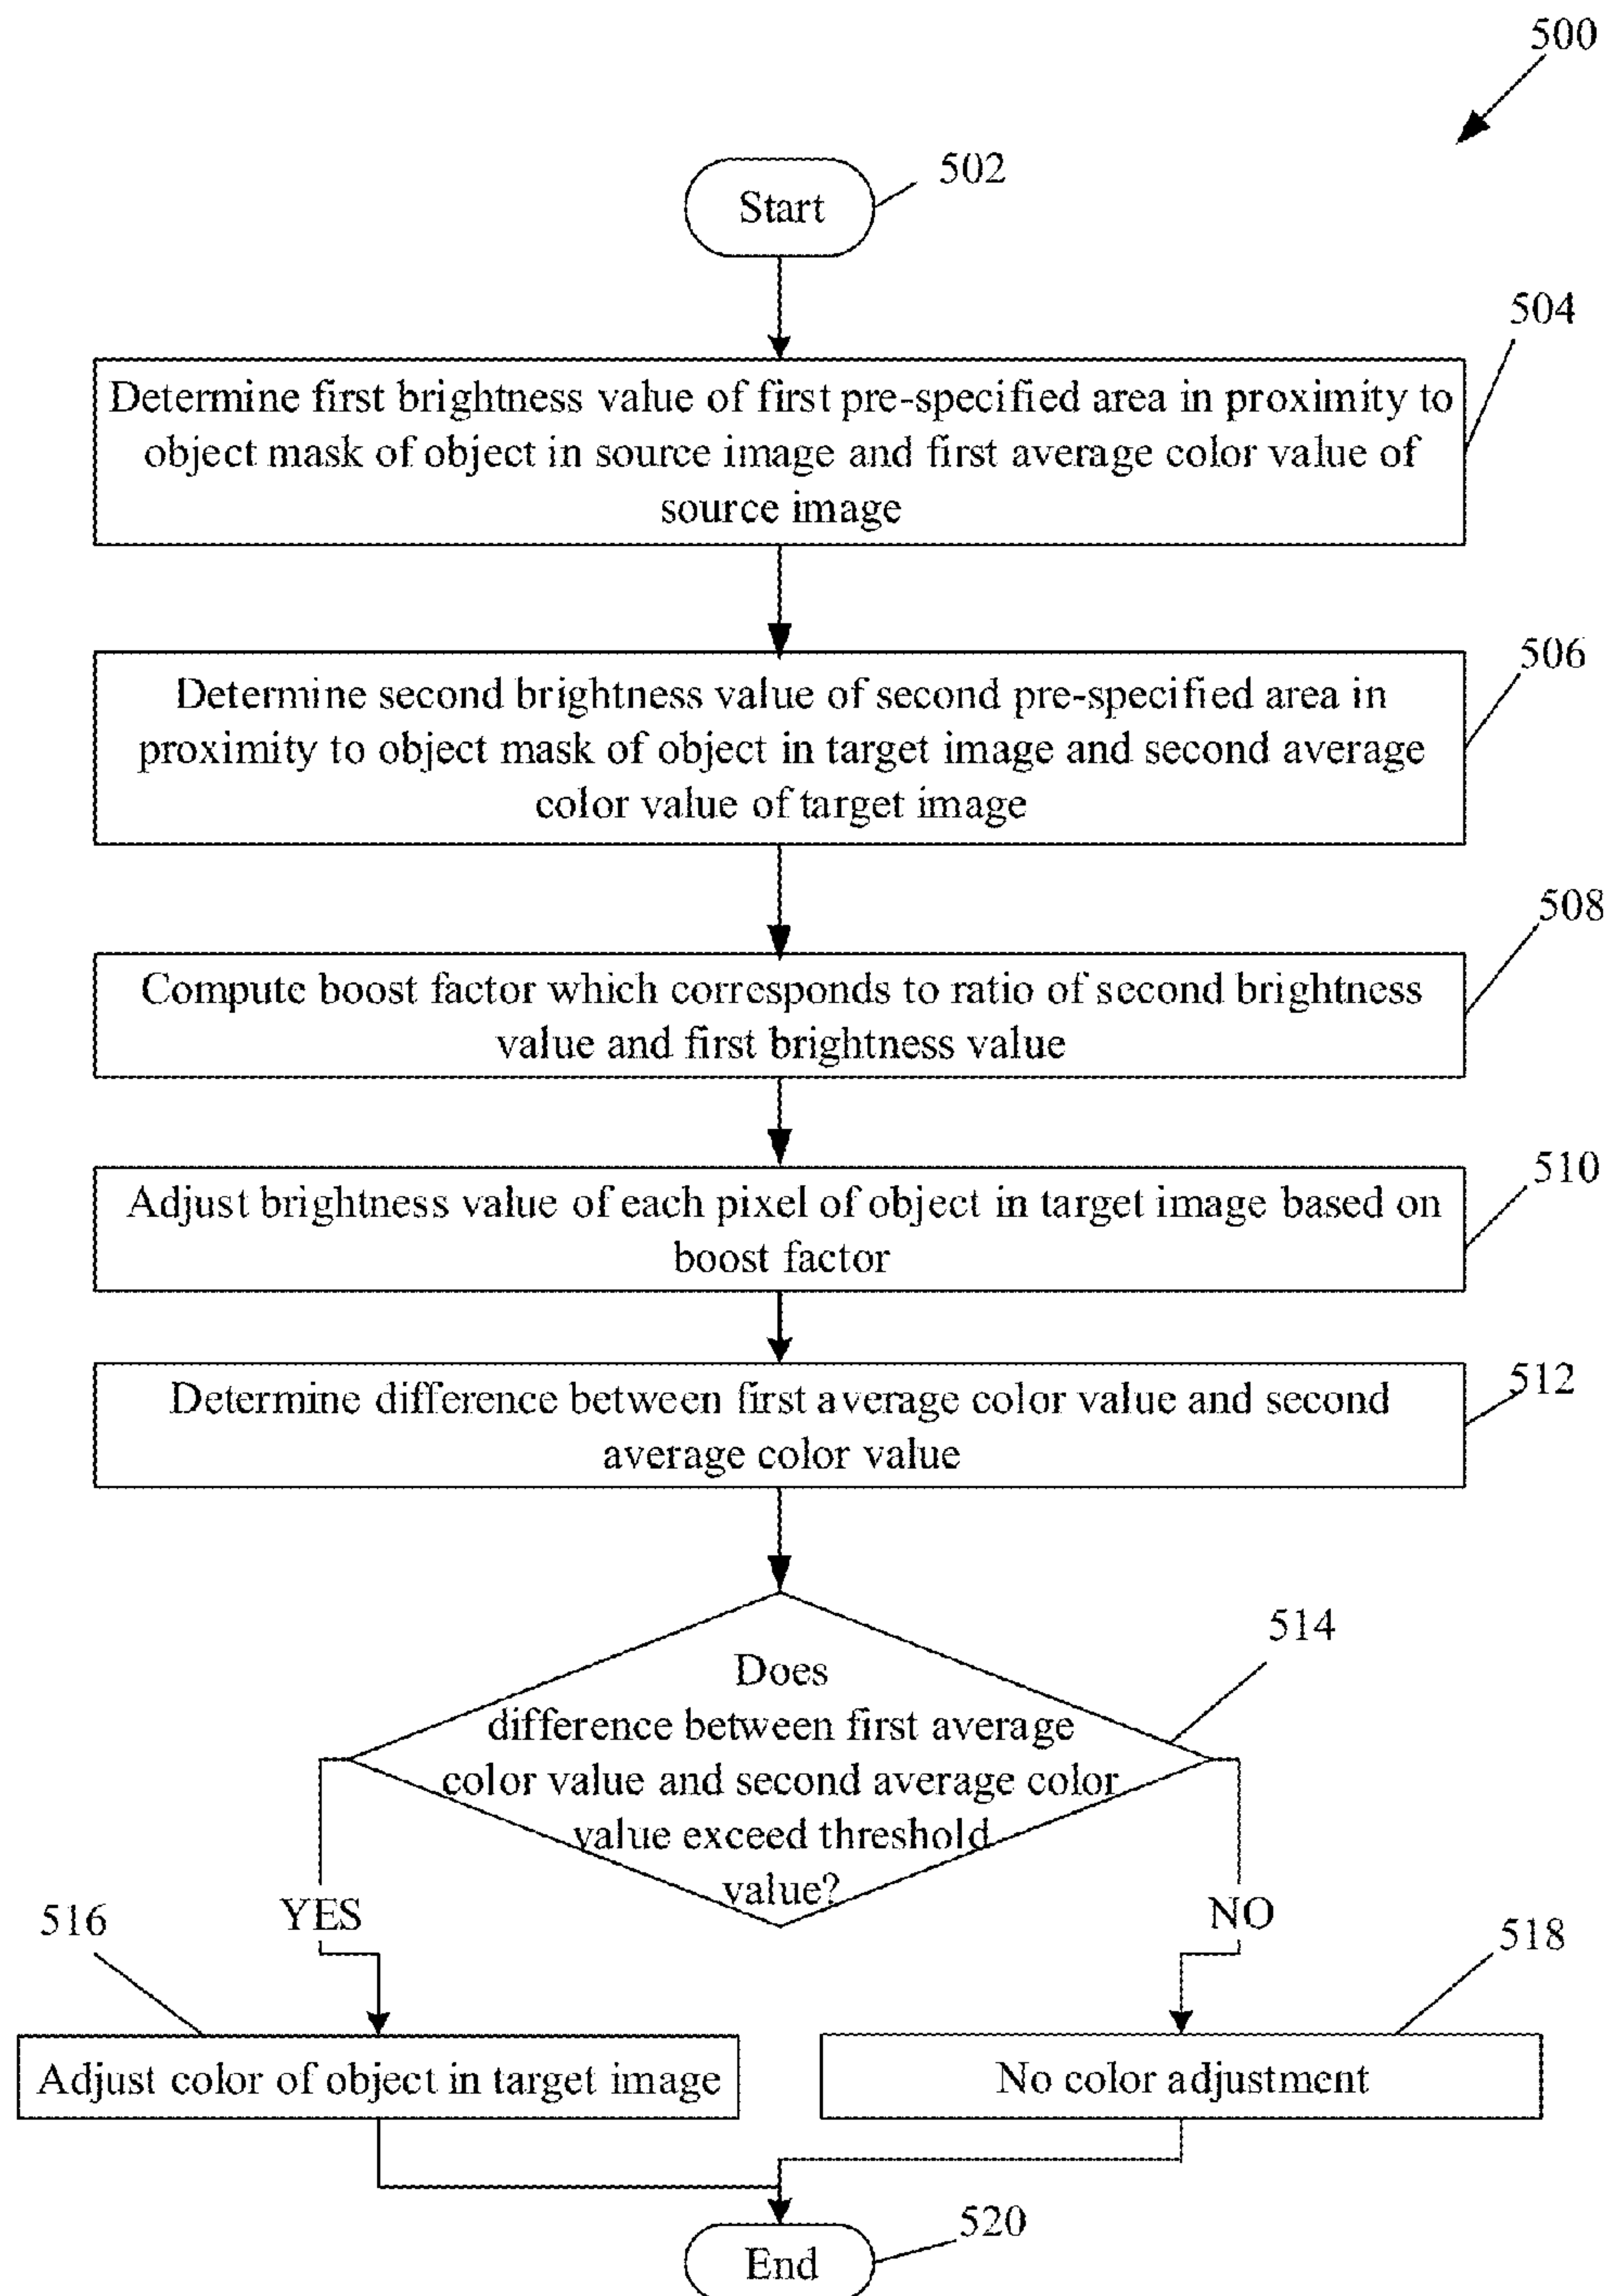 500
502
Start
504
Determine first brightness value of first pre-specified area in proximity to
object mask of object in source image and first average color value of
source image
506
Determine second brightness value of second pre-specified area in
proximity to object mask of object in target image and second average
color value of target image
508
Compute boost factor which corresponds to ratio of second brightness
value and first brightness value
510
Adjust brightness value of each pixel of object in target image based on
boost factor
512
Determine difference between first average color value and second
average color value
514
Does
difference between first average
color value and second average color
value exceed threshold
value?
YES
NO
516
518
Adjust color of object in target image
No color adjustment
520
End